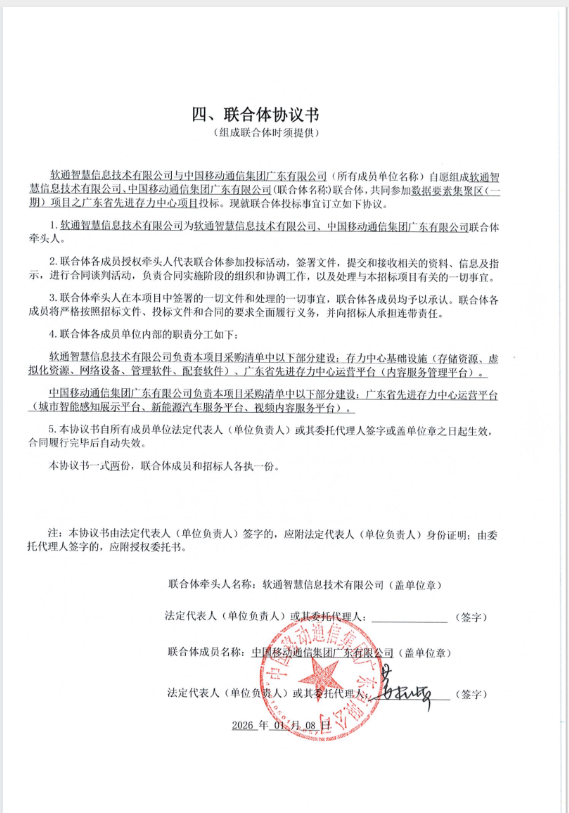 四、联合体协议书
（组成联合体时须提供）
软通智慧信息技术有限公司与中国移动通信集团广东有限公司（所有成员单位名称）自愿组成软通智
慧信息技术有限公司、中国移动通信集团广东有限公司(联合体名称)联合体，共同参加数据要素集聚区(一
期）项目之广东省先进存力中心项目投标。现就联合体投标事宜订立如下协议。
1.软通智慧信息技术有限公司为软通智慧信息技术有限公司、中国移动通信集团广东有限公司联合体
牵头人。
2.联合体各成员授权牵头人代表联合体参加投标活动，签署文件，提交和接收相关的资料、信息及指
示，进行合同谈判活动，负责合同实施阶段的组织和协调工作，以及处理与本招标项目有关的一切事宜。
3.联合体牵头人在本项目中签署的一切文件和处理的一切事宜，联合体各成员均予以承认。联合体各
成员将严格按照招标文件、投标文件和合同的要求全面履行义务，并向招标人承担连带责任。
4.联合体各成员单位内部的职责分工如下：
软通智慧信息技术有限公司负责本项目采购清单中以下部分建设：存力中心基础设施（存储资源、虚
拟化资源、网络设备、管理软件、配套软件）、广东省先进存力中心运营平台（内容服务管理平台）。
中国移动通信集团广东有限公司负责本项目采购清单中以下部分建设：广东省先进存力中心运营平台
（城市智能感知展示平台、新能源汽车服务平台、视频内容服务平台）。
5.本协议书自所有成员单位法定代表人（单位负责人）或其委托代理人签字或盖单位章之日起生效，
合同履行完毕后自动失效。
本协议书一式两份，联合体成员和招标人各执一份。
注：本协议书由法定代表人（单位负责人）签字的，应附法定代表人（单位负责人）身份证明；由委
托代理人签字的，应附授权委托书。
联合体牵头人名称：软通智慧信息技术有限公司（盖单位章）
法定代表人（单位负责人）或其委托代理人：（签字）
联合体成员名称：中国移动通信集团广东有限公司（盖单位章）
法定代表人（单位负责人）或其委托代理人：（签字）
2026 年 01 月 08 日
中国移动通信集团广东有限公司